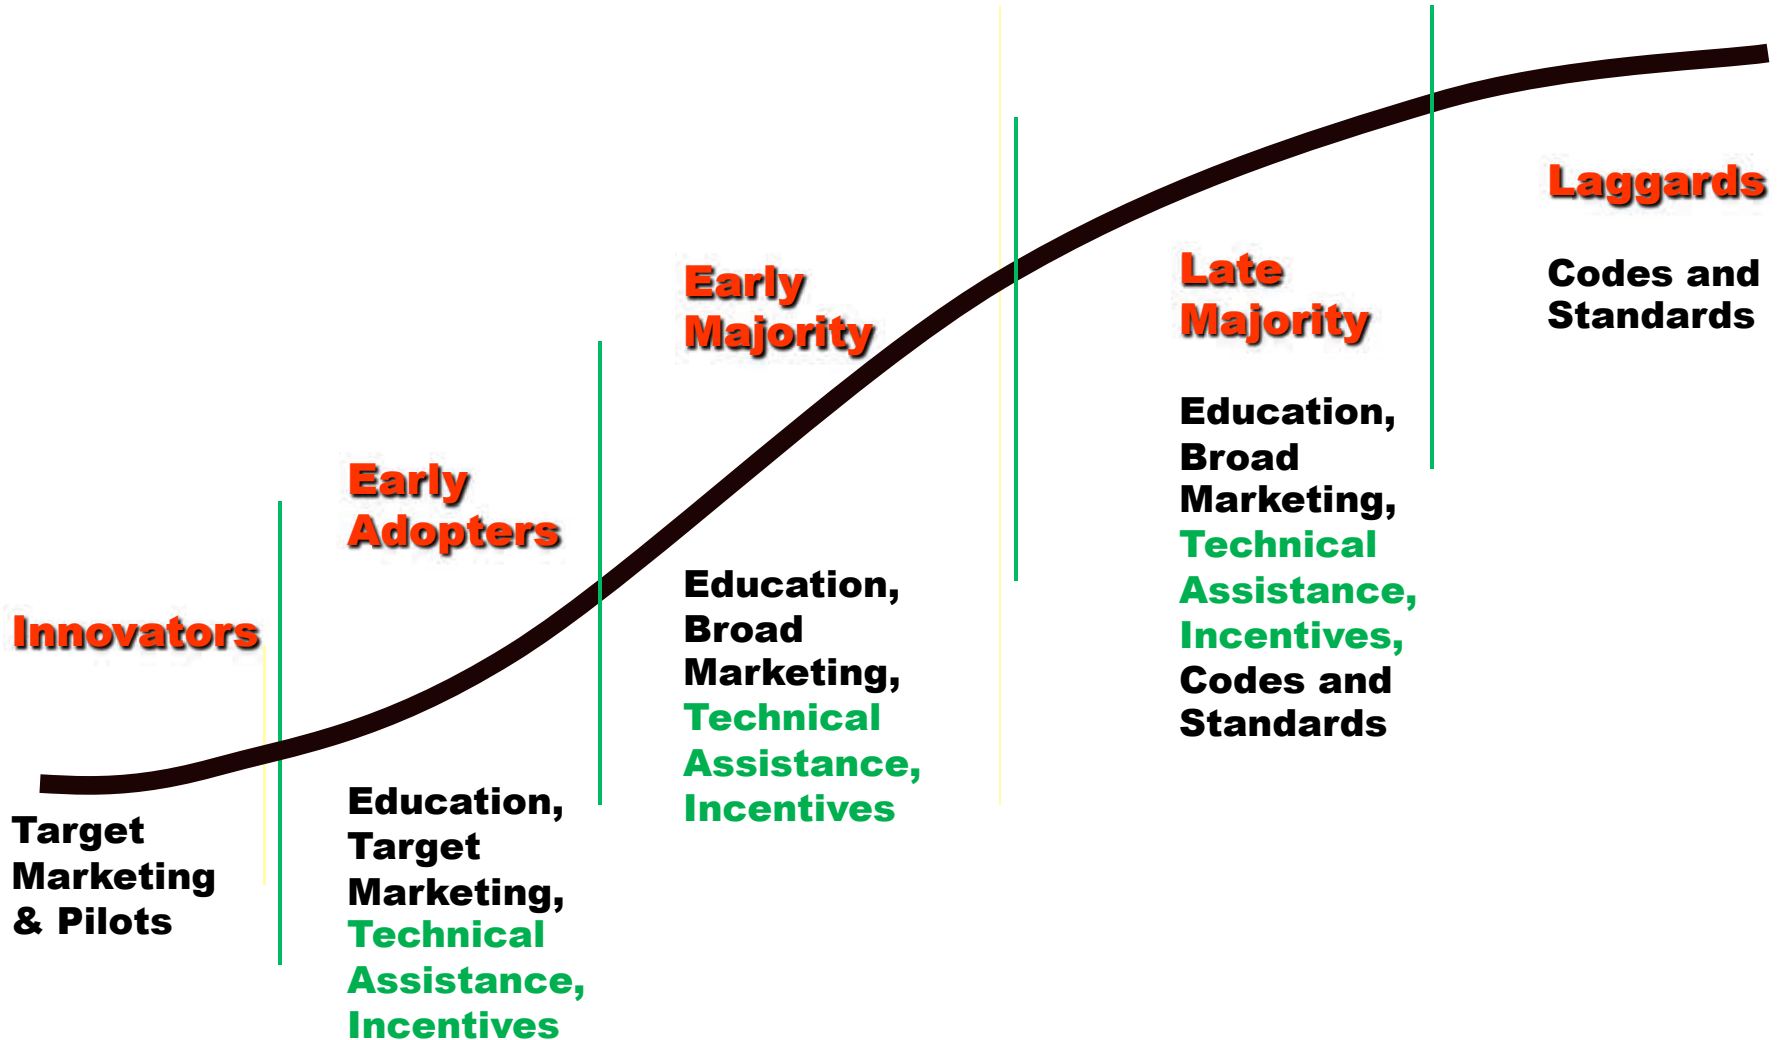 Innovators
Target
Marketing
& Pilots
Early
Adopters
Education,
Target
Marketing,
Technical
Assistance,
Incentives
Early
Majority
Education,
Broad
Marketing,
Technical
Assistance,
Incentives
Late
Majority
Education,
Broad
Marketing,
Technical
Assistance,
Incentives,
Codes and
Standards
Laggards
Codes and
Standards